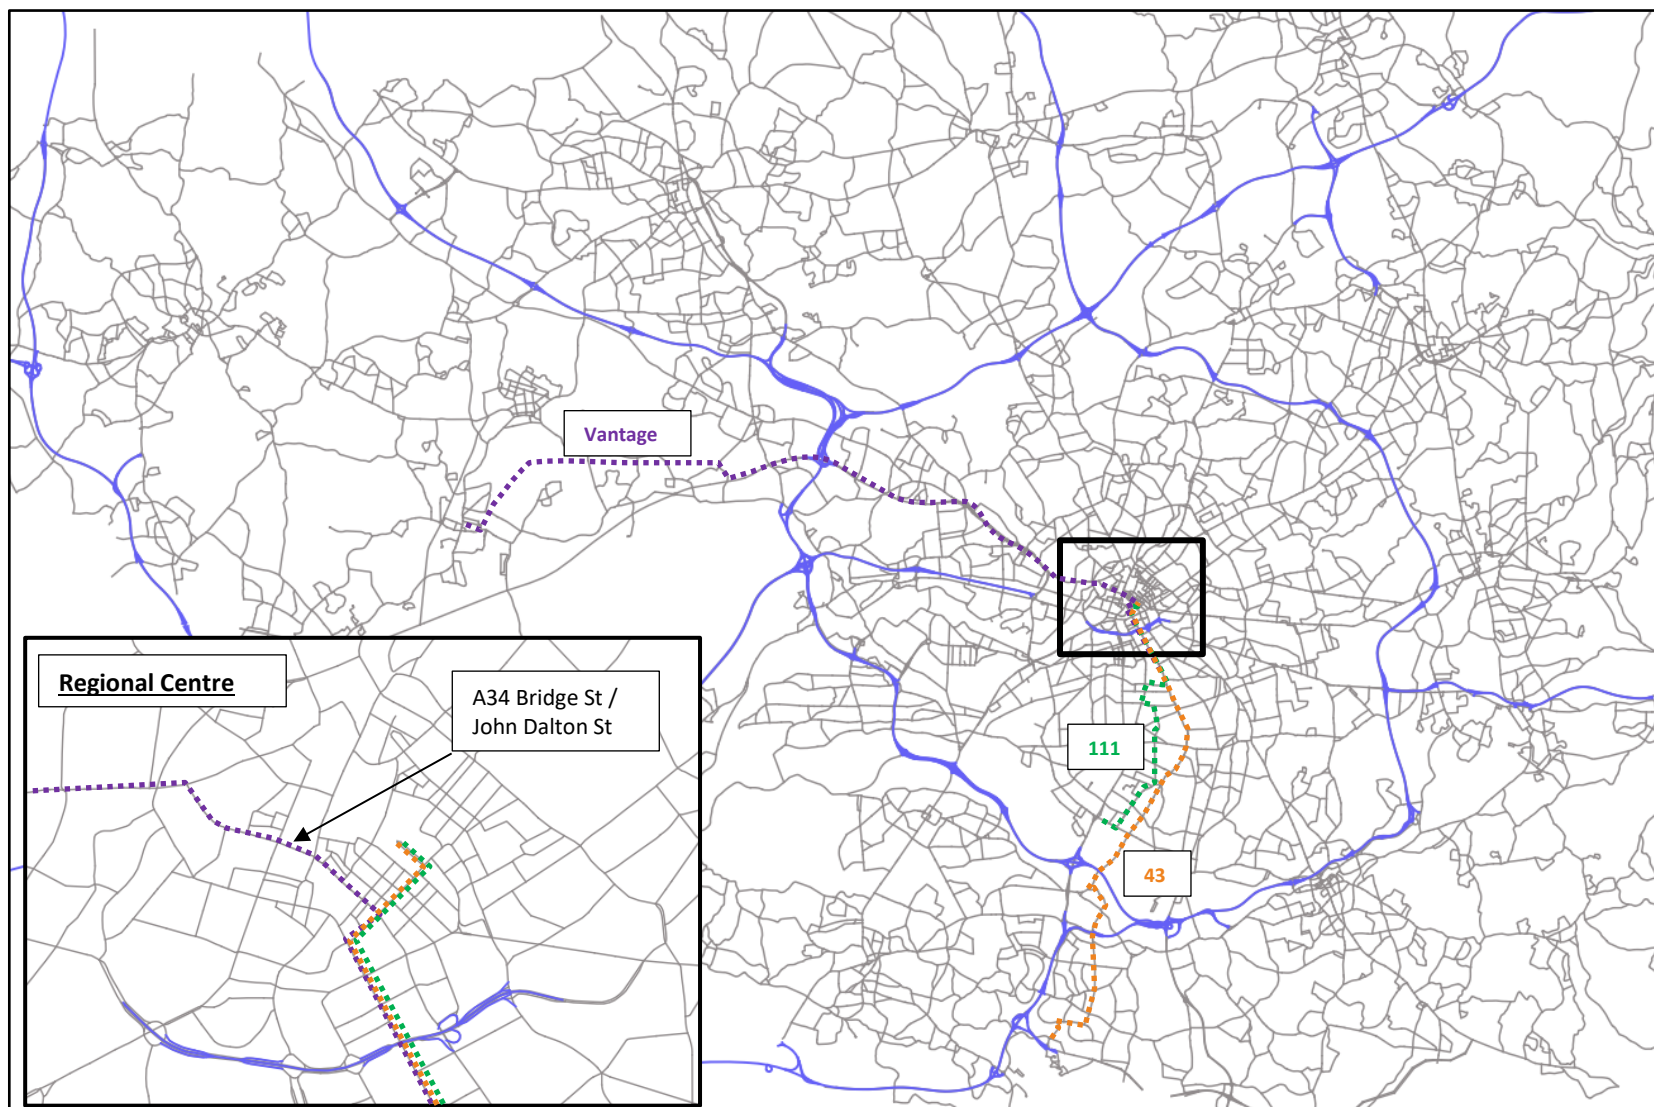 Vantage
111
43
Regional Centre
A34 Bridge St /
John Dalton St